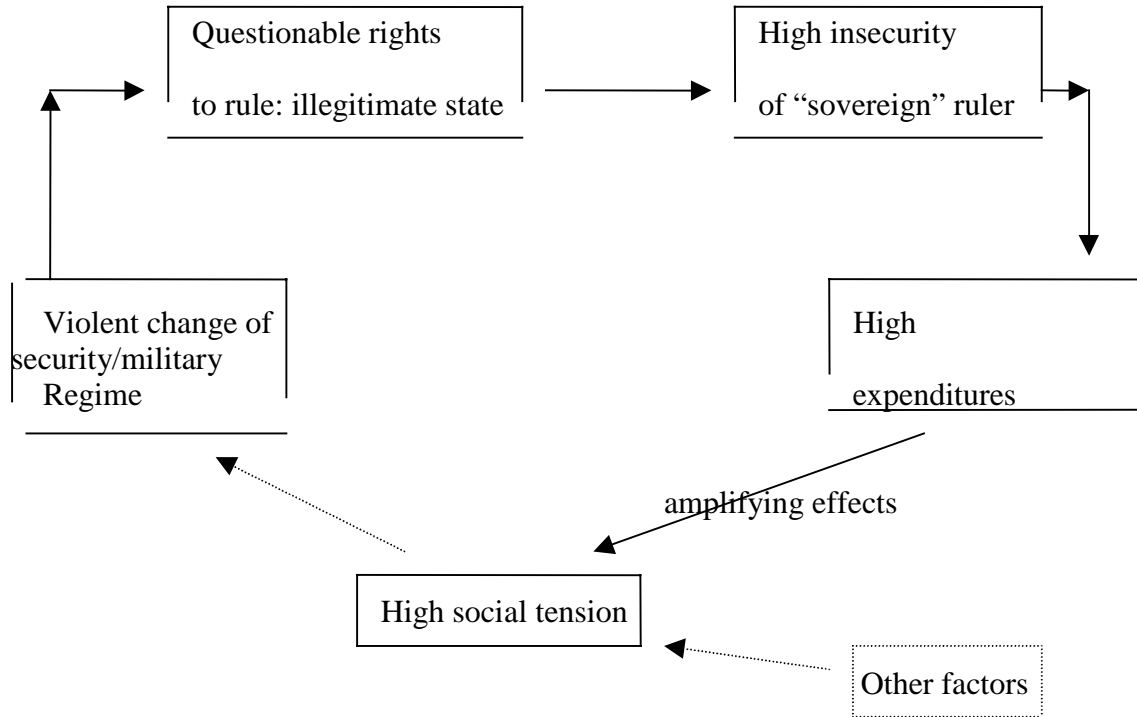 Questionable rights
to rule: illegitimate state
High insecurity
of “sovereign” ruler
Violent change of
security/military
Regime
High
expenditures
amplifying effects
High social tension
Other factors